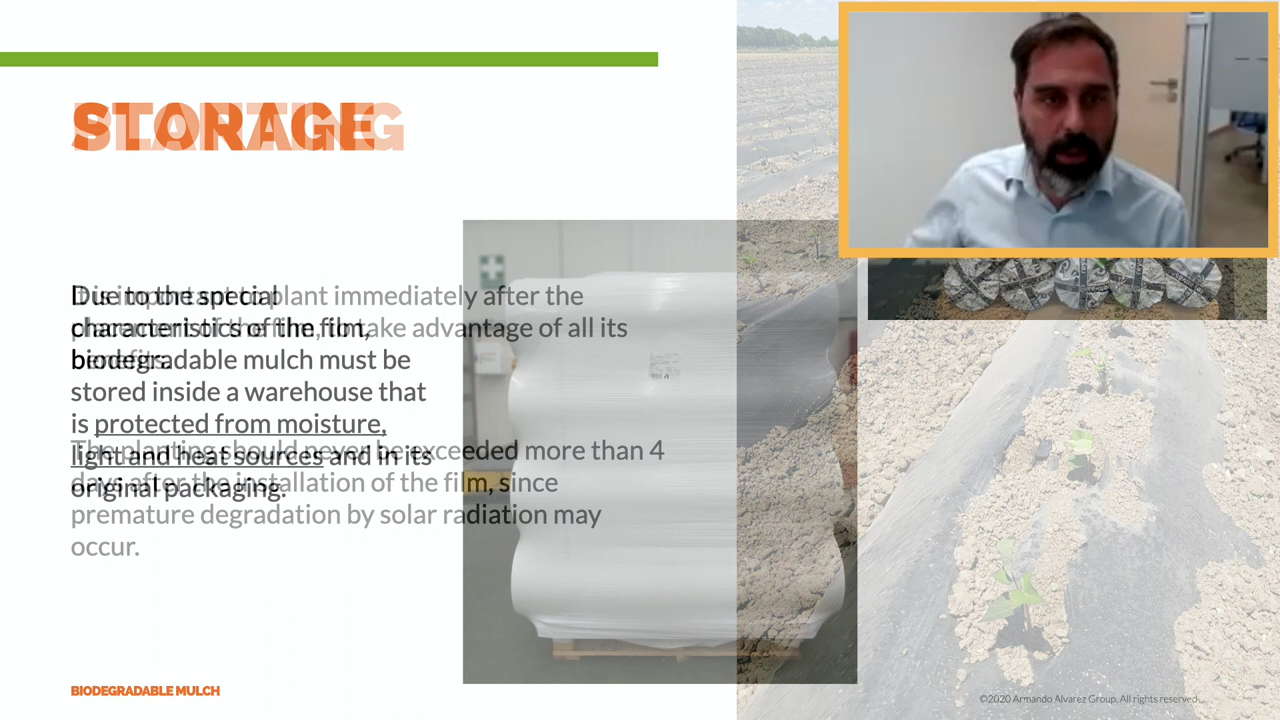 STORAGE
PLANTING
Due to the special
characteristics of the film,
biodegradable mulch must be
stored inside a warehouse that
is protected from moisture,
light and heat sources and in its
original packaging.
It is important to plant immediately after the
placement of the film, to take advantage of all its
benefits.
The planting should never be exceeded more than 4
days after the installation of the film, since
premature degradation by solar radiation may
occur.
BIODEGRADABLE MULCH
©2020 Armando Alvarez Group. All rights reserved